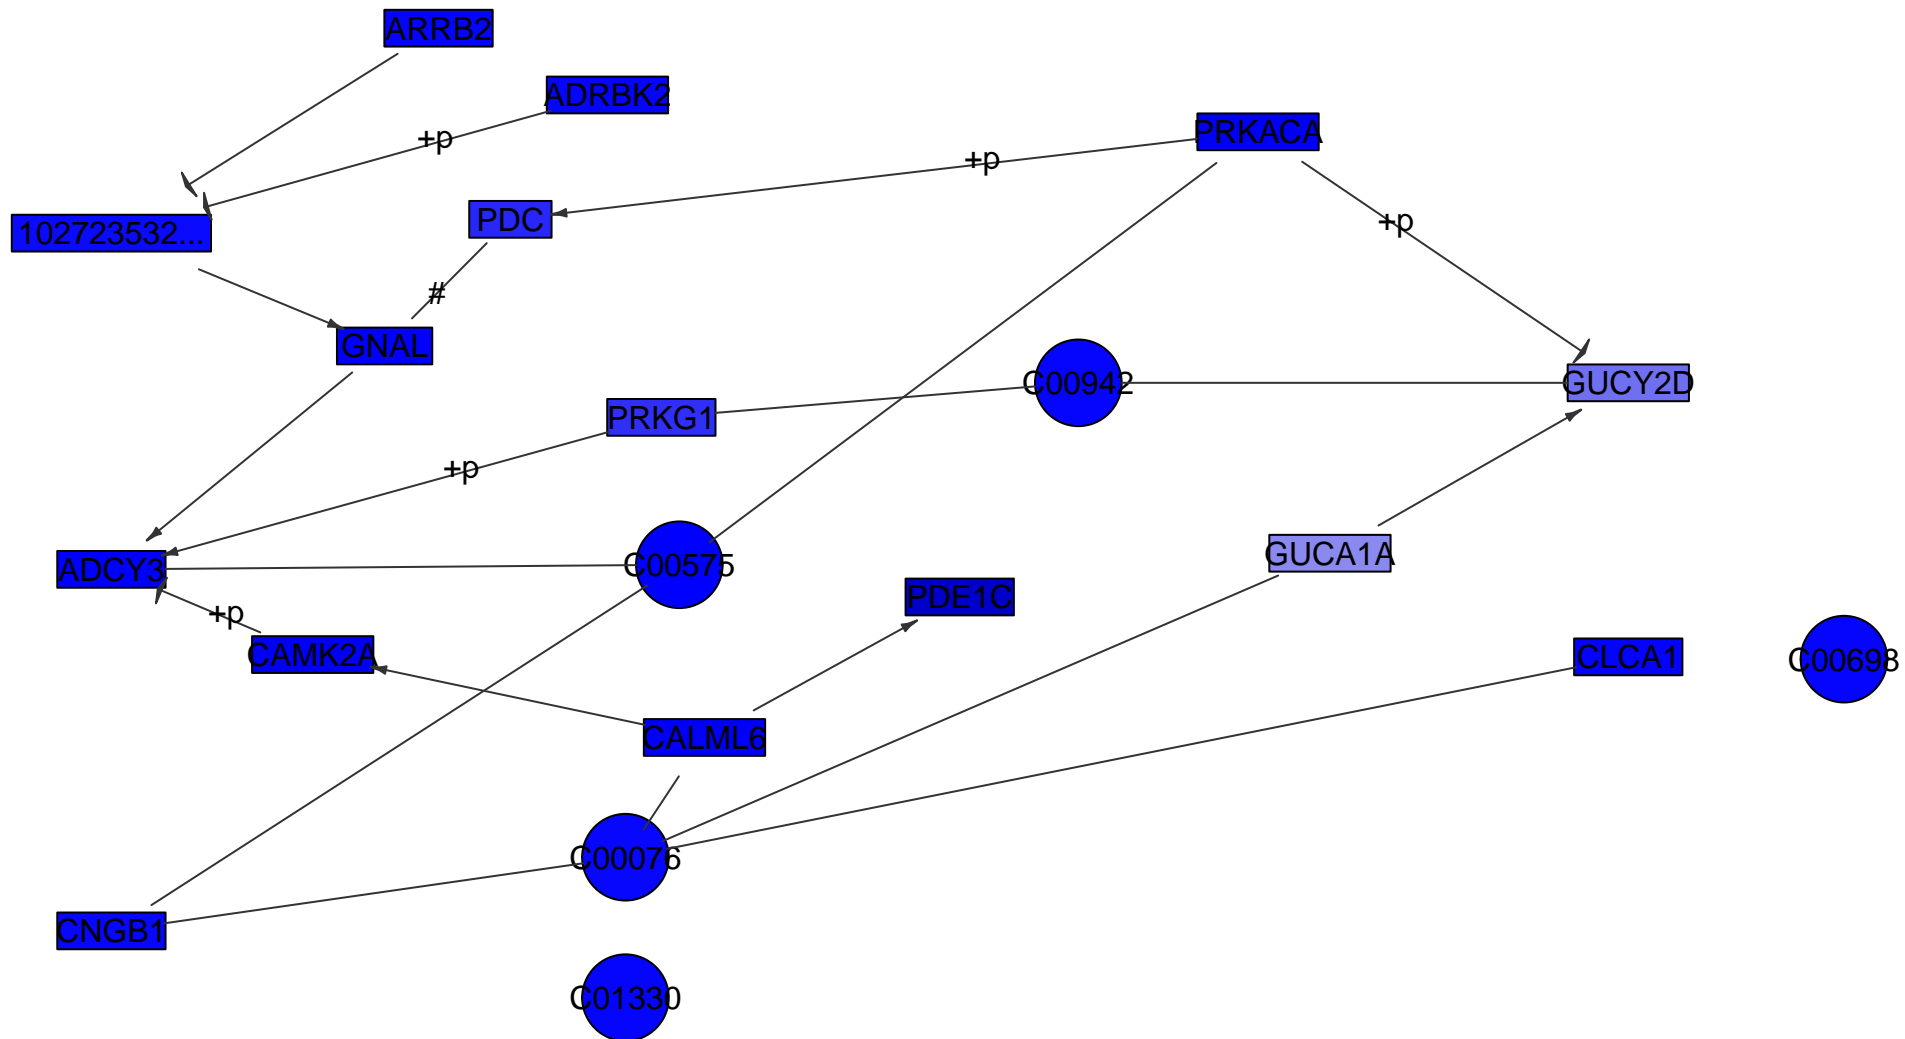 ARRB2
ADRBK2
PRKACA
+p
+p
PDC
+p
102723532...
#
GNAL
C00942
GUCY2D
PRKG1
+p
GUCA1A
ADCY3
C00575
PDE1C
+p
CAMK2A
CLCA1
C00698
CALML6
C00076
CNGB1
C01330